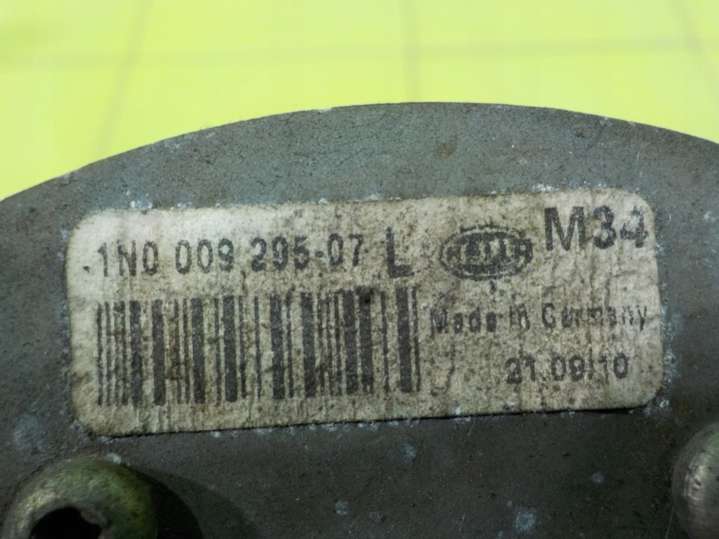 1N0 009 295-07 L
HELLA
M34
Made in Germany
21.09.10